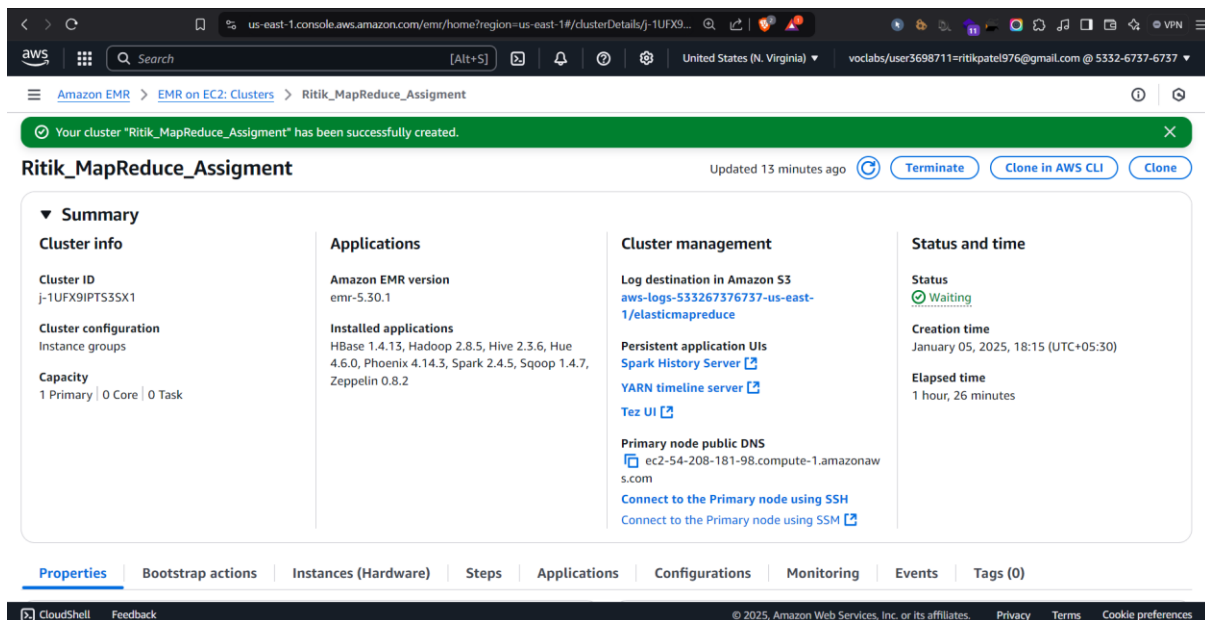 us-east-1.console.aws.amazon.com/emr/home?region=us-east-1#/clusterDetails/j-1UFX9...
11
VPN
aws
Search [Alt+S]
United States (N. Virginia) ▼
voclabs/user3698711=ritikpatel976@gmail.com @ 5332-6737-6737 ▼
Amazon EMR > EMR on EC2: Clusters > Ritik_MapReduce_Assigment
Your cluster "Ritik_MapReduce_Assigment" has been successfully created.
Ritik_MapReduce_Assigment
Updated 13 minutes ago
Terminate
Clone in AWS CLI
Clone
▼ Summary
Cluster info
Cluster ID
j-1UFX9IPTS3SX1
Cluster configuration
Instance groups
Capacity
1 Primary | 0 Core | 0 Task
Applications
Amazon EMR version
emr-5.30.1
Installed applications
HBase 1.4.13, Hadoop 2.8.5, Hive 2.3.6, Hue
4.6.0, Phoenix 4.14.3, Spark 2.4.5, Sqoop 1.4.7,
Zeppelin 0.8.2
Cluster management
Log destination in Amazon S3
aws-logs-533267376737-us-east-
1/elasticmapreduce
Persistent application UIs
Spark History Server
YARN timeline server
Tez UI
Primary node public DNS
ec2-54-208-181-98.compute-1.amazonaw
s.com
Connect to the Primary node using SSH
Connect to the Primary node using SSM
Status and time
Status
Waiting
Creation time
January 05, 2025, 18:15 (UTC+05:30)
Elapsed time
1 hour, 26 minutes
Properties
Bootstrap actions
Instances (Hardware)
Steps
Applications
Configurations
Monitoring
Events
Tags (0)
CloudShell
Feedback
© 2025, Amazon Web Services, Inc. or its affiliates.
Privacy
Terms
Cookie preferences